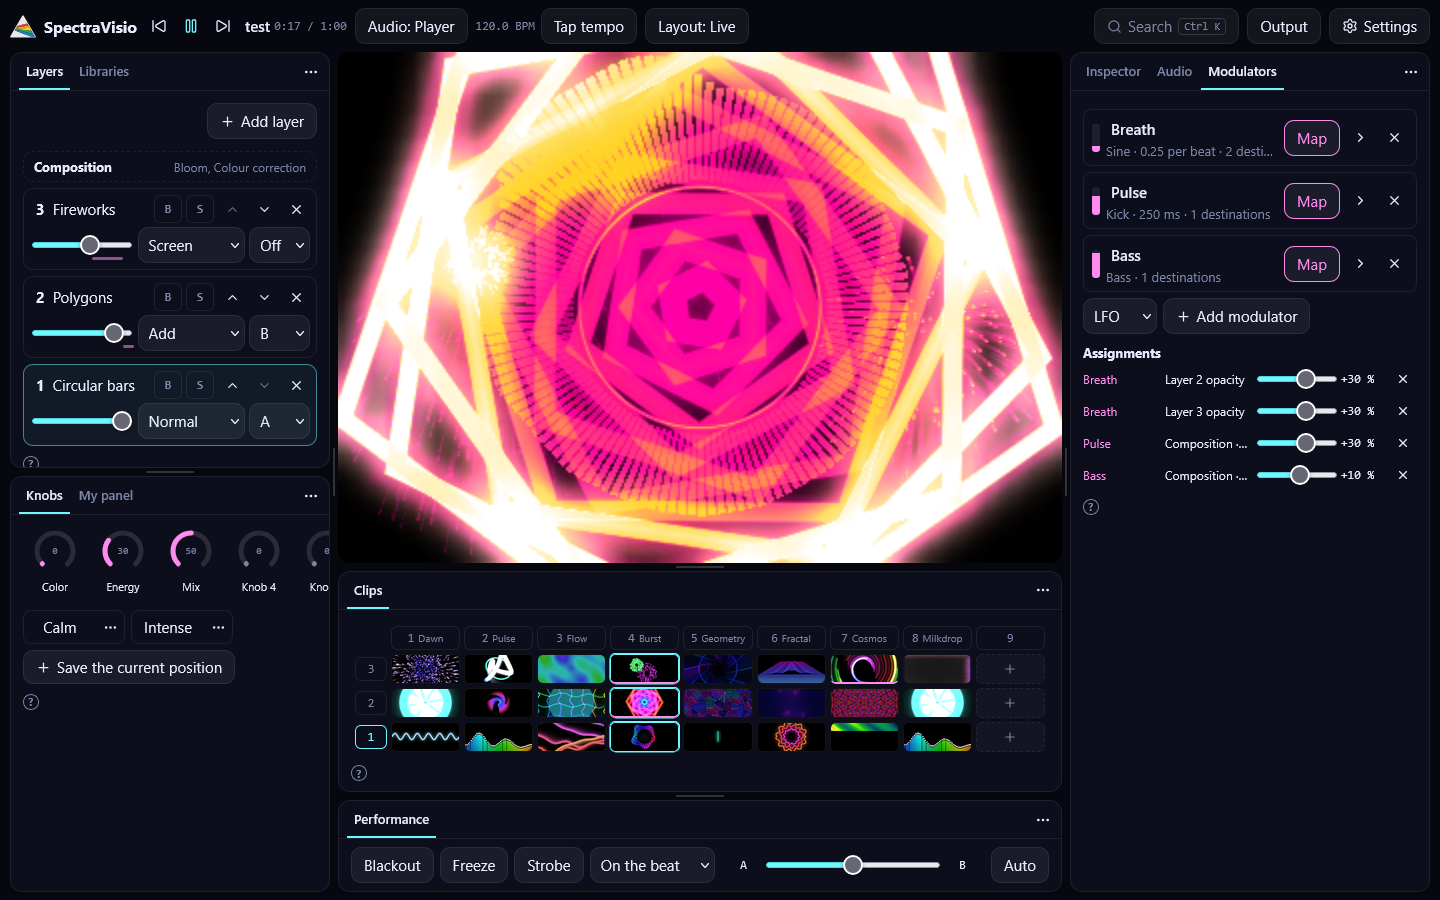 SpectraVisio
test 0:17 / 1:00
Audio: Player
120.0 BPM
Tap tempo
Layout: Live
Search Ctrl K
Output
Settings
Layers Libraries ...
+ Add layer
Composition Bloom, Colour correction
3 Fireworks B S
Screen Off
2 Polygons B S
Add B
1 Circular bars B S
Normal A
?
Knobs My panel ...
0 30 50 0
Color Energy Mix Knob 4 Kno
Calm ... Intense ...
+ Save the current position
?
Clips ...
1 Dawn 2 Pulse 3 Flow 4 Burst 5 Geometry 6 Fractal 7 Cosmos 8 Milkdrop 9
3 +
2 +
1 +
?
Performance ...
Blackout Freeze Strobe On the beat A B Auto
Inspector Audio Modulators ...
Breath
Sine · 0.25 per beat · 2 desti...
Map
Pulse
Kick · 250 ms · 1 destinations
Map
Bass
Bass · 1 destinations
Map
LFO + Add modulator
Assignments
Breath Layer 2 opacity +30 %
Breath Layer 3 opacity +30 %
Pulse Composition ·... +30 %
Bass Composition ·... +10 %
?